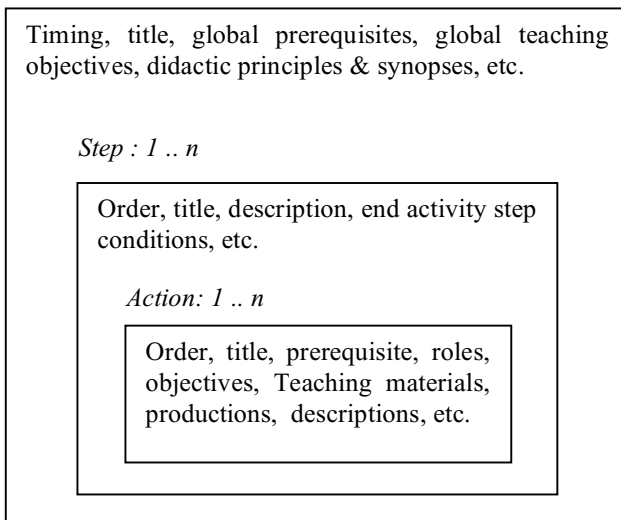 Timing, title, global prerequisites, global teaching
objectives, didactic principles & synopses, etc.
Step : 1 .. n
Order, title, description, end activity step
conditions, etc.
Action: 1 .. n
Order, title, prerequisite, roles,
objectives, Teaching materials,
productions, descriptions, etc.